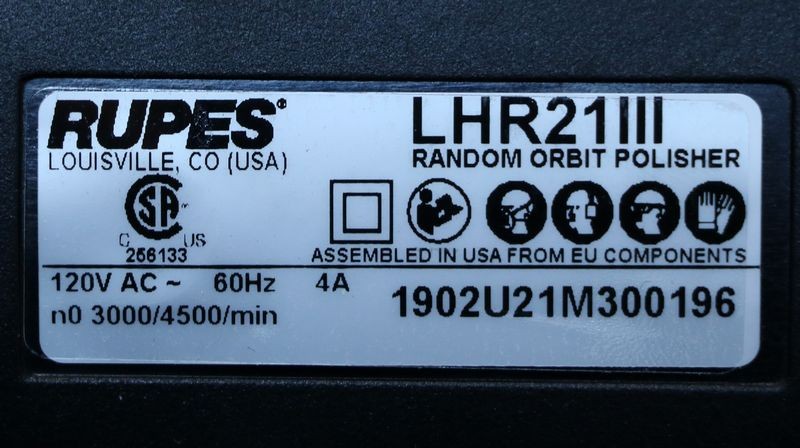 RUPES®
LOUISVILLE, CO (USA)
LHR21III
RANDOM ORBIT POLISHER
SA
C US
256133
ASSEMBLED IN USA FROM EU COMPONENTS
120V AC ~ 60Hz 4A
n0 3000/4500/min
1902U21M300196